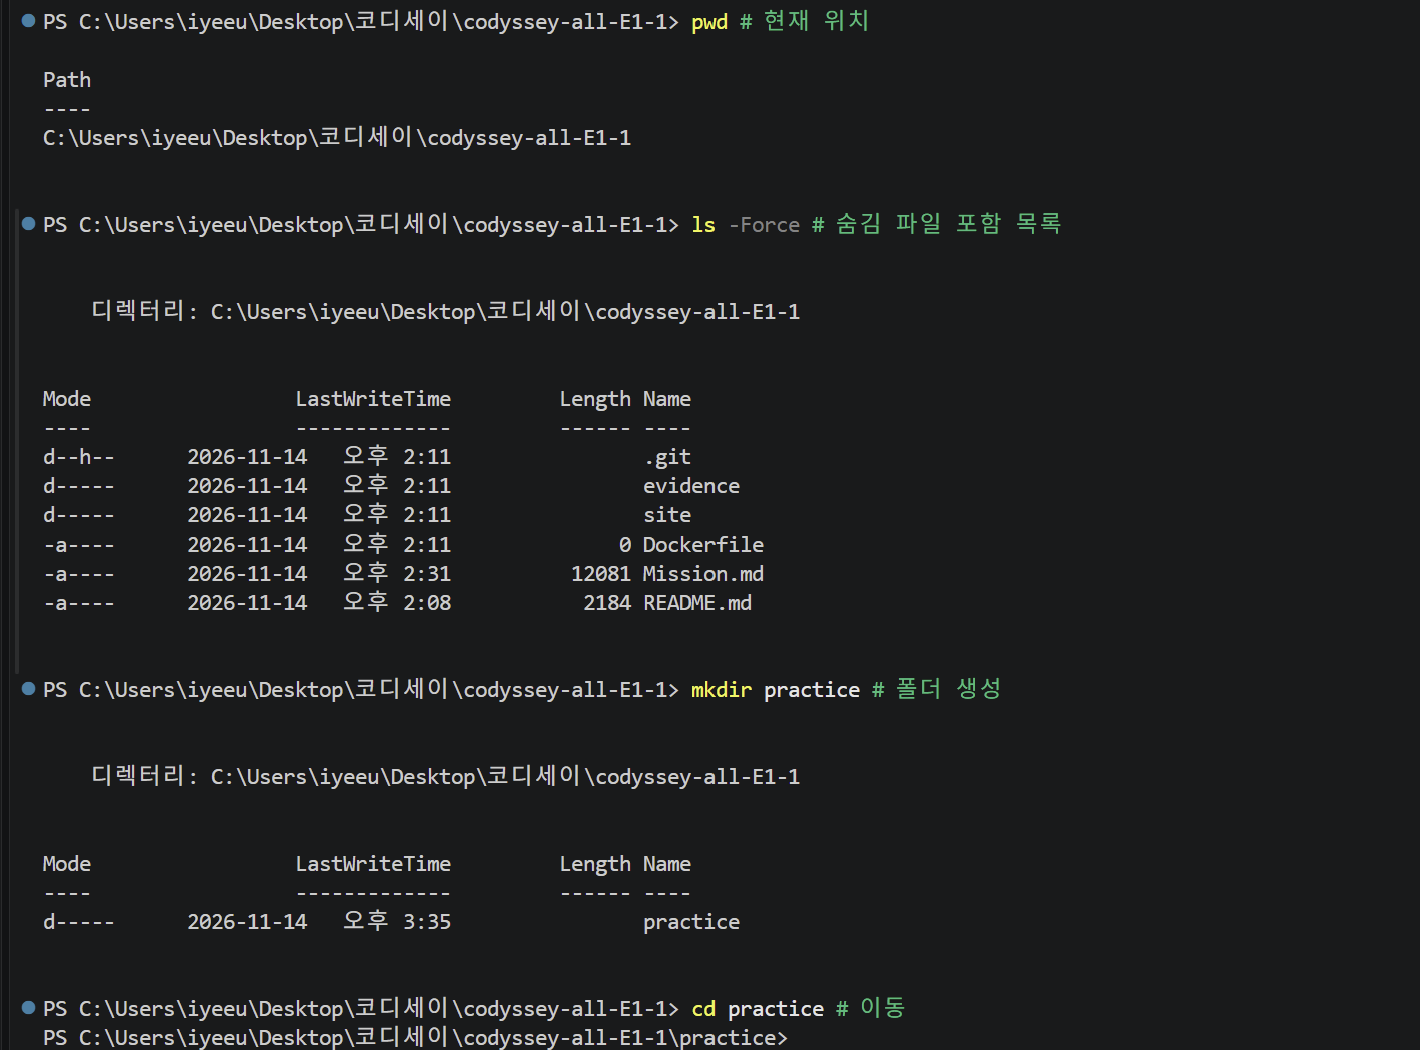 PS C:\Users\iyeeu\Desktop\코디세이\codyssey-all-E1-1> pwd # 현재 위치
Path
----
C:\Users\iyeeu\Desktop\코디세이\codyssey-all-E1-1
PS C:\Users\iyeeu\Desktop\코디세이\codyssey-all-E1-1> ls -Force # 숨김 파일 포함 목록
디렉터리: C:\Users\iyeeu\Desktop\코디세이\codyssey-all-E1-1
Mode                 LastWriteTime         Length Name
----                 -------------         ------ ----
d--h--      2026-11-14   오후 2:11                .git
d-----      2026-11-14   오후 2:11                evidence
d-----      2026-11-14   오후 2:11                site
-a----      2026-11-14   오후 2:11              0 Dockerfile
-a----      2026-11-14   오후 2:31          12081 Mission.md
-a----      2026-11-14   오후 2:08           2184 README.md
PS C:\Users\iyeeu\Desktop\코디세이\codyssey-all-E1-1> mkdir practice # 폴더 생성
디렉터리: C:\Users\iyeeu\Desktop\코디세이\codyssey-all-E1-1
Mode                 LastWriteTime         Length Name
----                 -------------         ------ ----
d-----      2026-11-14   오후 3:35                practice
PS C:\Users\iyeeu\Desktop\코디세이\codyssey-all-E1-1> cd practice # 이동
PS C:\Users\iyeeu\Desktop\코디세이\codyssey-all-E1-1\practice>